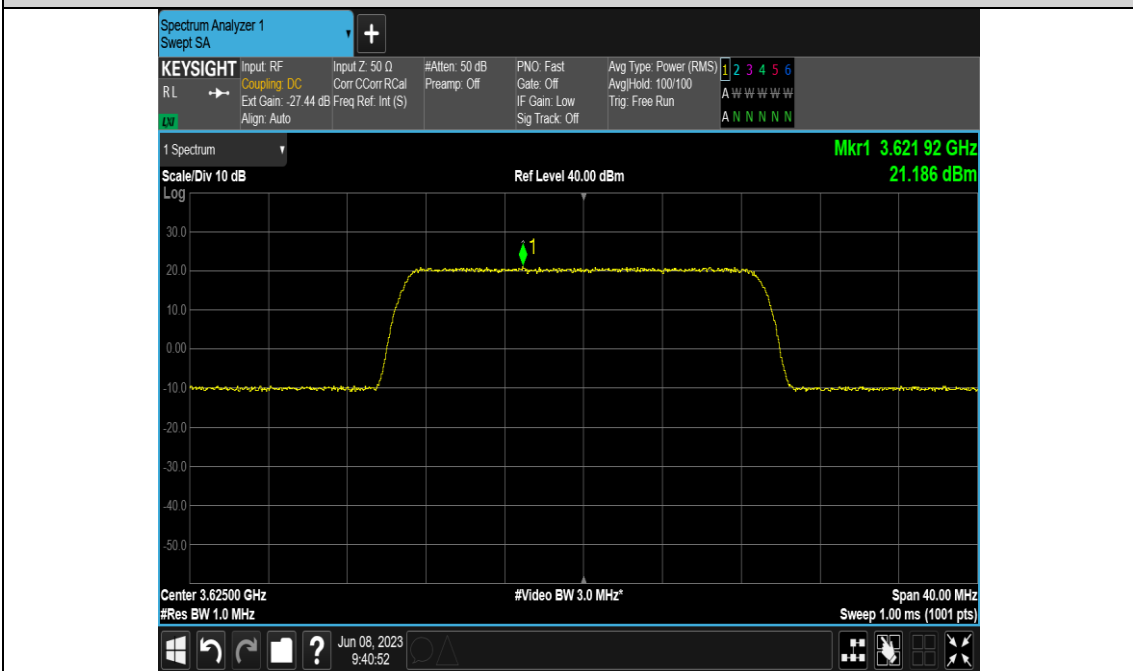 Spectrum Analyzer 1
Swept SA
+
KEYSIGHT
RL
LXI
Input: RF
Coupling: DC
Ext Gain: -27.44 dB
Align: Auto
Input Z: 50 Ω
Corr CCorr RCal
Freq Ref: Int (S)
#Atten: 50 dB
Preamp: Off
PNO: Fast
Gate: Off
IF Gain: Low
Sig Track: Off
Avg Type: Power (RMS)
Avg|Hold: 100/100
Trig: Free Run
1 2 3 4 5 6
A W W W W W
A N N N N N
1 Spectrum
Mkr1 3.621 92 GHz
Scale/Div 10 dB
Ref Level 40.00 dBm
21.186 dBm
Log
30.0
1
20.0
10.0
0.00
-10.0
-20.0
-30.0
-40.0
-50.0
Center 3.62500 GHz
#Video BW 3.0 MHz*
Span 40.00 MHz
#Res BW 1.0 MHz
Sweep 1.00 ms (1001 pts)
?
Jun 08, 2023
9:40:52